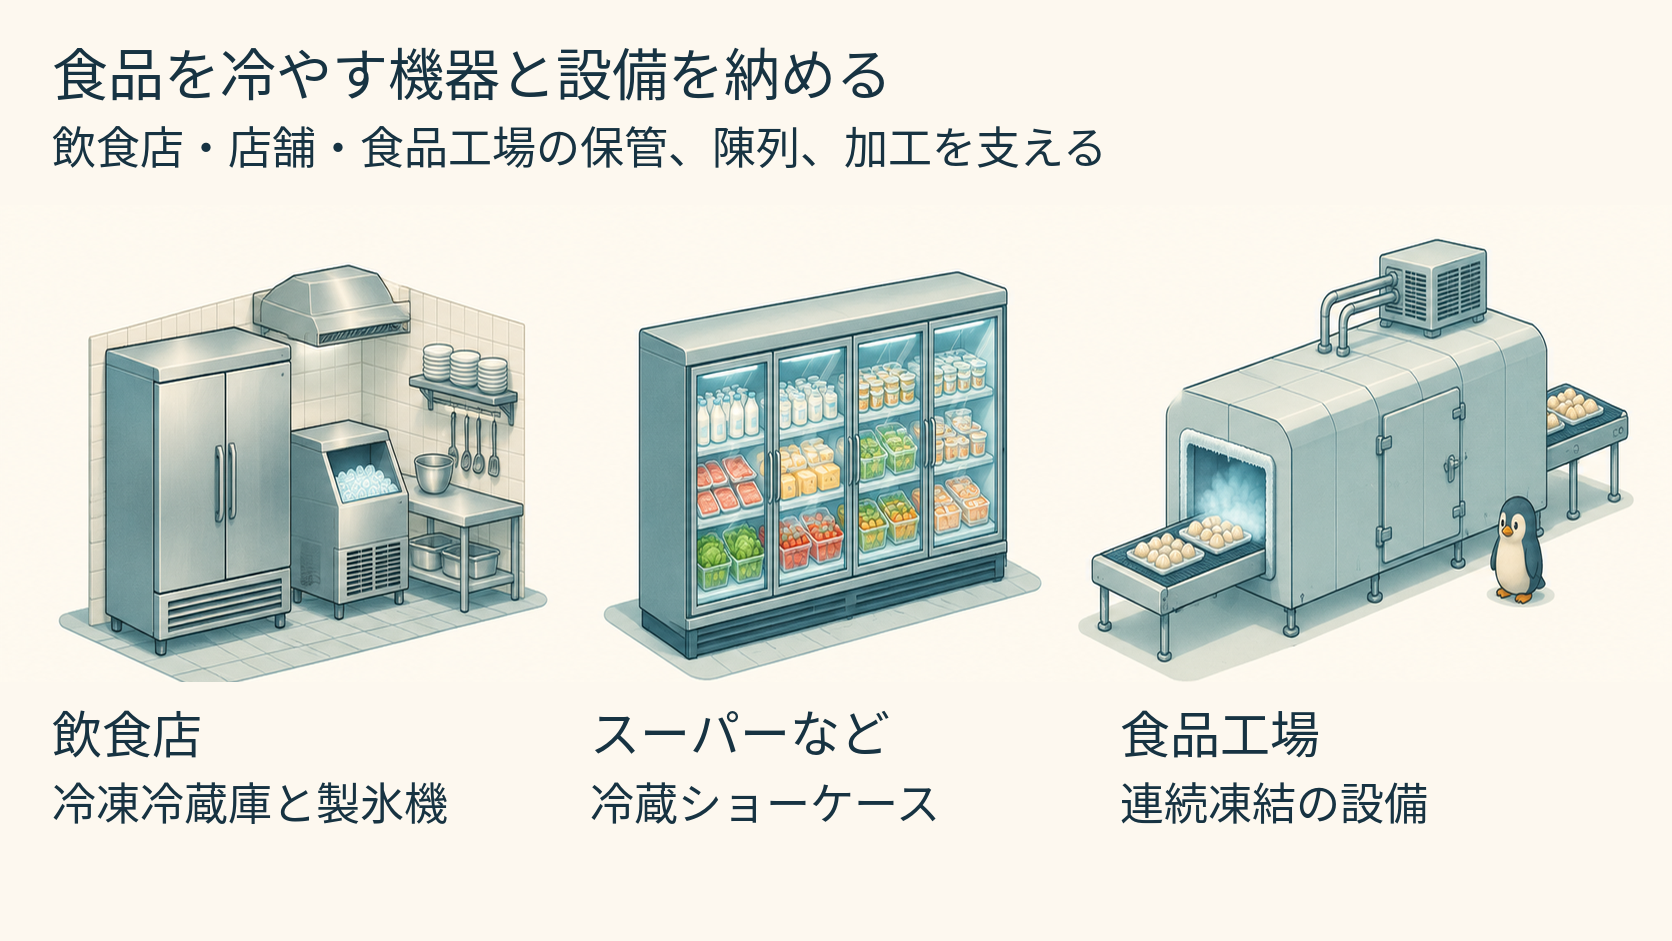 食品を冷やす機器と設備を納める
飲食店・店舗・食品工場の保管、陳列、加工を支える
飲食店
冷凍冷蔵庫と製氷機
スーパーなど
冷蔵ショーケース
食品工場
連続凍結の設備